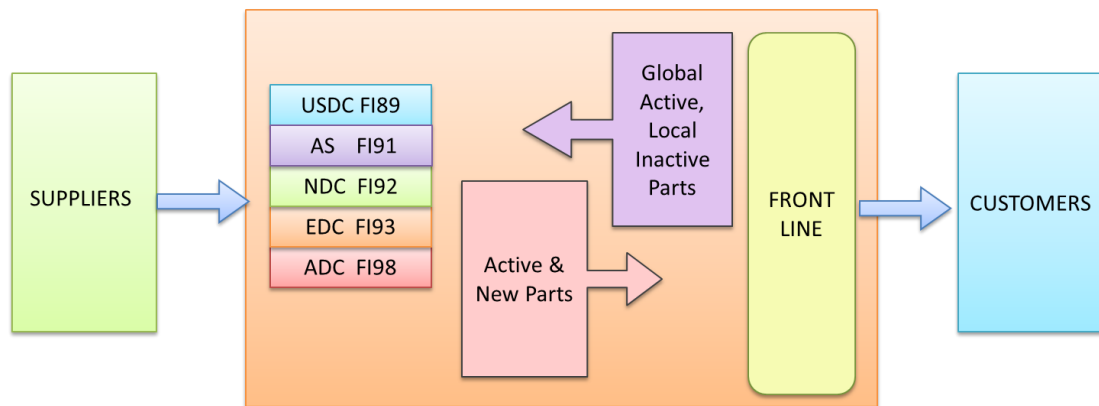 SUPPLIERS
USDC FI89
AS FI91
NDC FI92
EDC FI93
ADC FI98
Active &
New Parts
Global
Active,
Local
Inactive
Parts
FRONT
LINE
CUSTOMERS